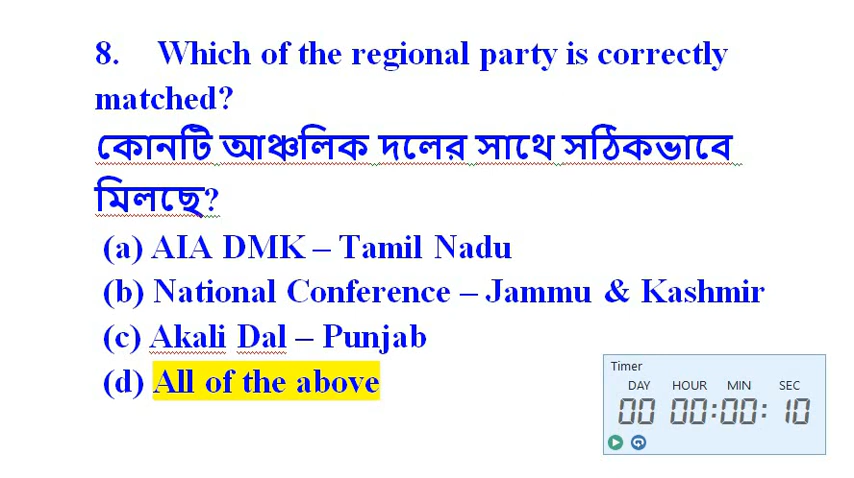 8. Which of the regional party is correctly
matched?
কোনটি আঞ্চলিক দলের সাথে সঠিকভাবে
মিলছে?
(a) AIA DMK – Tamil Nadu
(b) National Conference – Jammu & Kashmir
(c) Akali Dal – Punjab
(d) All of the above
Timer
DAY HOUR MIN SEC
00 00:00: 10